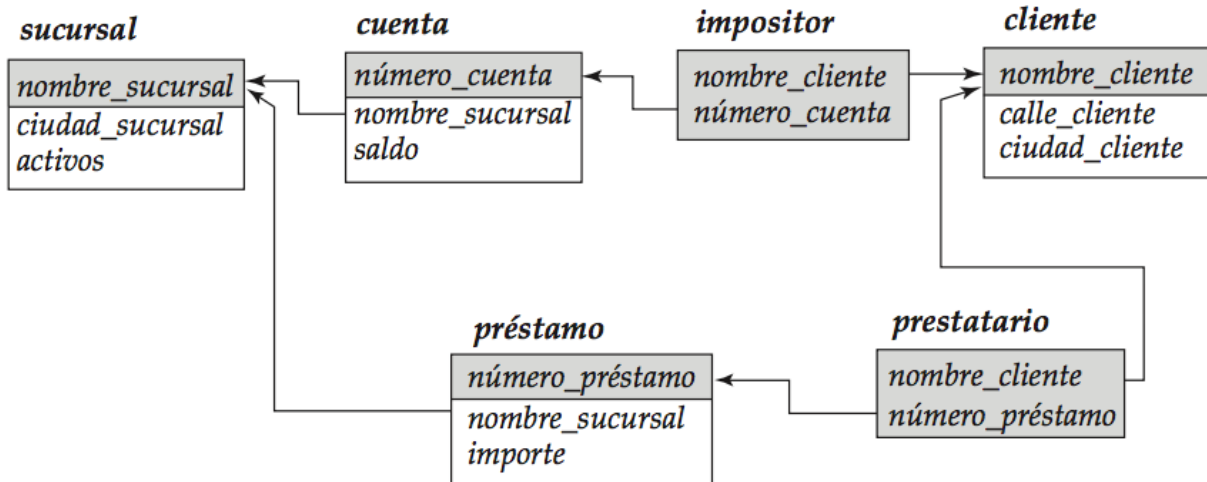 sucursal
nombre_sucursal
ciudad_sucursal
activos
cuenta
número_cuenta
nombre_sucursal
saldo
impositor
nombre_cliente
número_cuenta
cliente
nombre_cliente
calle_cliente
ciudad_cliente
préstamo
número_préstamo
nombre_sucursal
importe
prestatario
nombre_cliente
número_préstamo